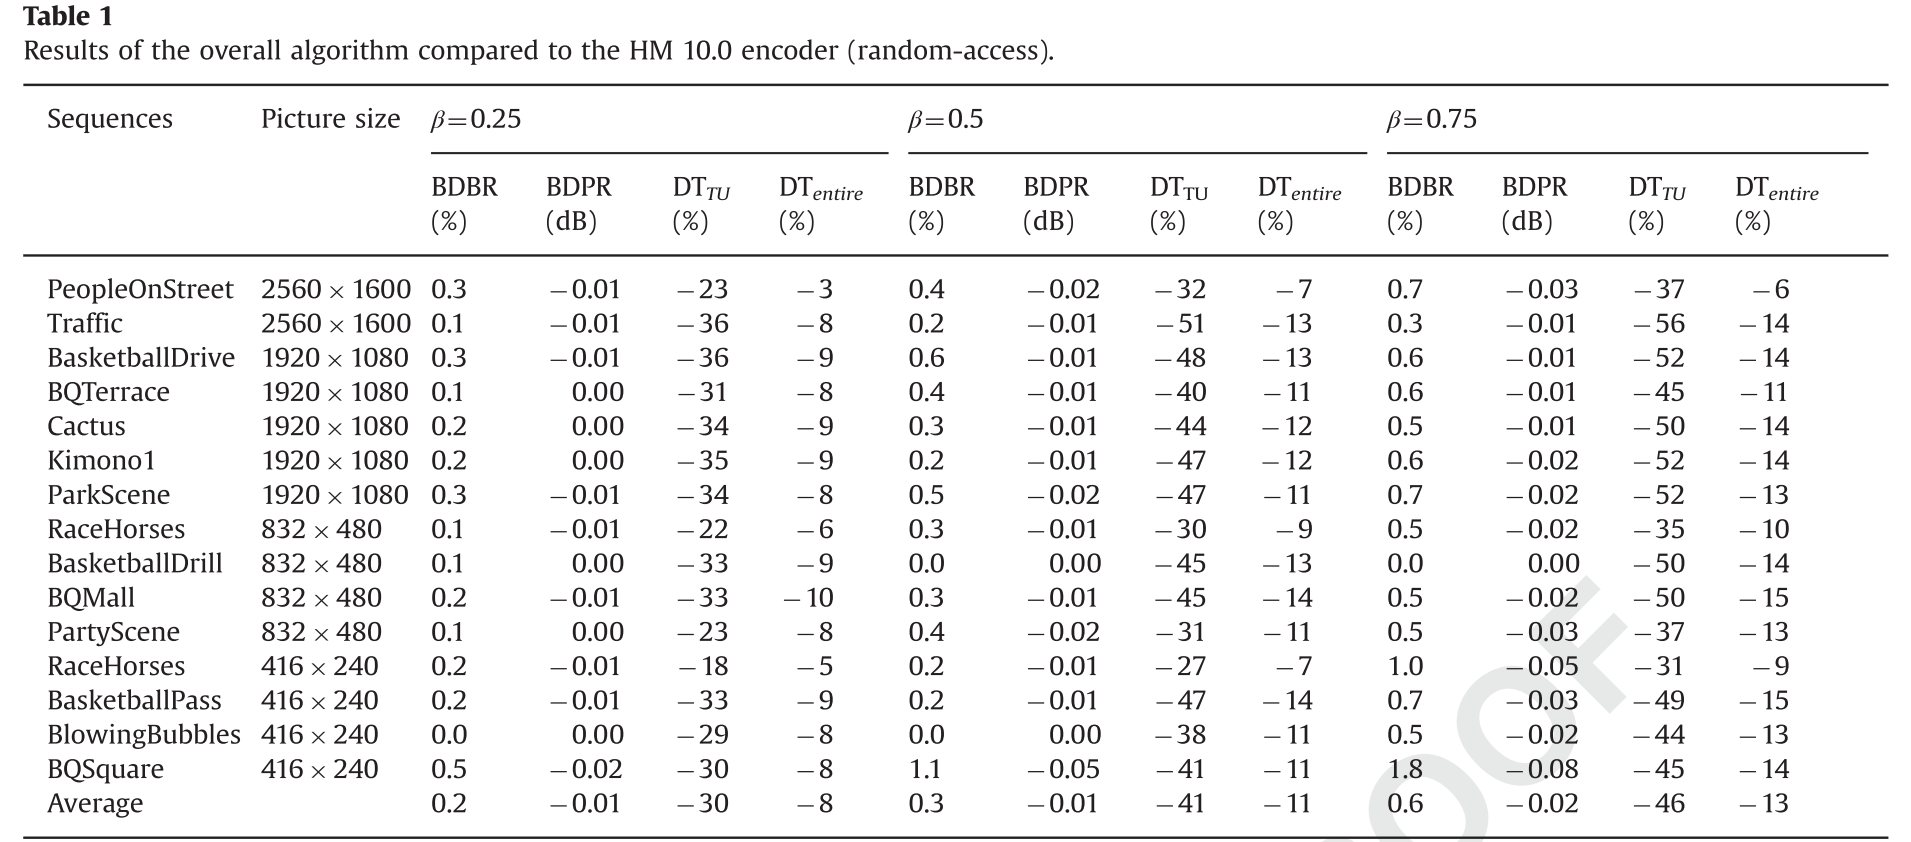 Table 1
Results of the overall algorithm compared to the HM 10.0 encoder (random-access).
Sequences Picture size β=0.25 β=0.5 β=0.75
BDBR BDPR DT_TU DT_entire BDBR BDPR DT_TU DT_entire BDBR BDPR DT_TU DT_entire
(%) (dB) (%) (%) (%) (dB) (%) (%) (%) (dB) (%) (%)
PeopleOnStreet 2560 × 1600 0.3 −0.01 −23 −3 0.4 −0.02 −32 −7 0.7 −0.03 −37 −6
Traffic 2560 × 1600 0.1 −0.01 −36 −8 0.2 −0.01 −51 −13 0.3 −0.01 −56 −14
BasketballDrive 1920 × 1080 0.3 −0.01 −36 −9 0.6 −0.01 −48 −13 0.6 −0.01 −52 −14
BQTerrace 1920 × 1080 0.1 0.00 −31 −8 0.4 −0.01 −40 −11 0.6 −0.01 −45 −11
Cactus 1920 × 1080 0.2 0.00 −34 −9 0.3 −0.01 −44 −12 0.5 −0.01 −50 −14
Kimono1 1920 × 1080 0.2 0.00 −35 −9 0.2 −0.01 −47 −12 0.6 −0.02 −52 −14
ParkScene 1920 × 1080 0.3 −0.01 −34 −8 0.5 −0.02 −47 −11 0.7 −0.02 −52 −13
RaceHorses 832 × 480 0.1 −0.01 −22 −6 0.3 −0.01 −30 −9 0.5 −0.02 −35 −10
BasketballDrill 832 × 480 0.1 0.00 −33 −9 0.0 0.00 −45 −13 0.0 0.00 −50 −14
BQMall 832 × 480 0.2 −0.01 −33 −10 0.3 −0.01 −45 −14 0.5 −0.02 −50 −15
PartyScene 832 × 480 0.1 0.00 −23 −8 0.4 −0.02 −31 −11 0.5 −0.03 −37 −13
RaceHorses 416 × 240 0.2 −0.01 −18 −5 0.2 −0.01 −27 −7 1.0 −0.05 −31 −9
BasketballPass 416 × 240 0.2 −0.01 −33 −9 0.2 −0.01 −47 −14 0.7 −0.03 −49 −15
BlowingBubbles 416 × 240 0.0 0.00 −29 −8 0.0 0.00 −38 −11 0.5 −0.02 −44 −13
BQSquare 416 × 240 0.5 −0.02 −30 −8 1.1 −0.05 −41 −11 1.8 −0.08 −45 −14
Average 0.2 −0.01 −30 −8 0.3 −0.01 −41 −11 0.6 −0.02 −46 −13
OOF